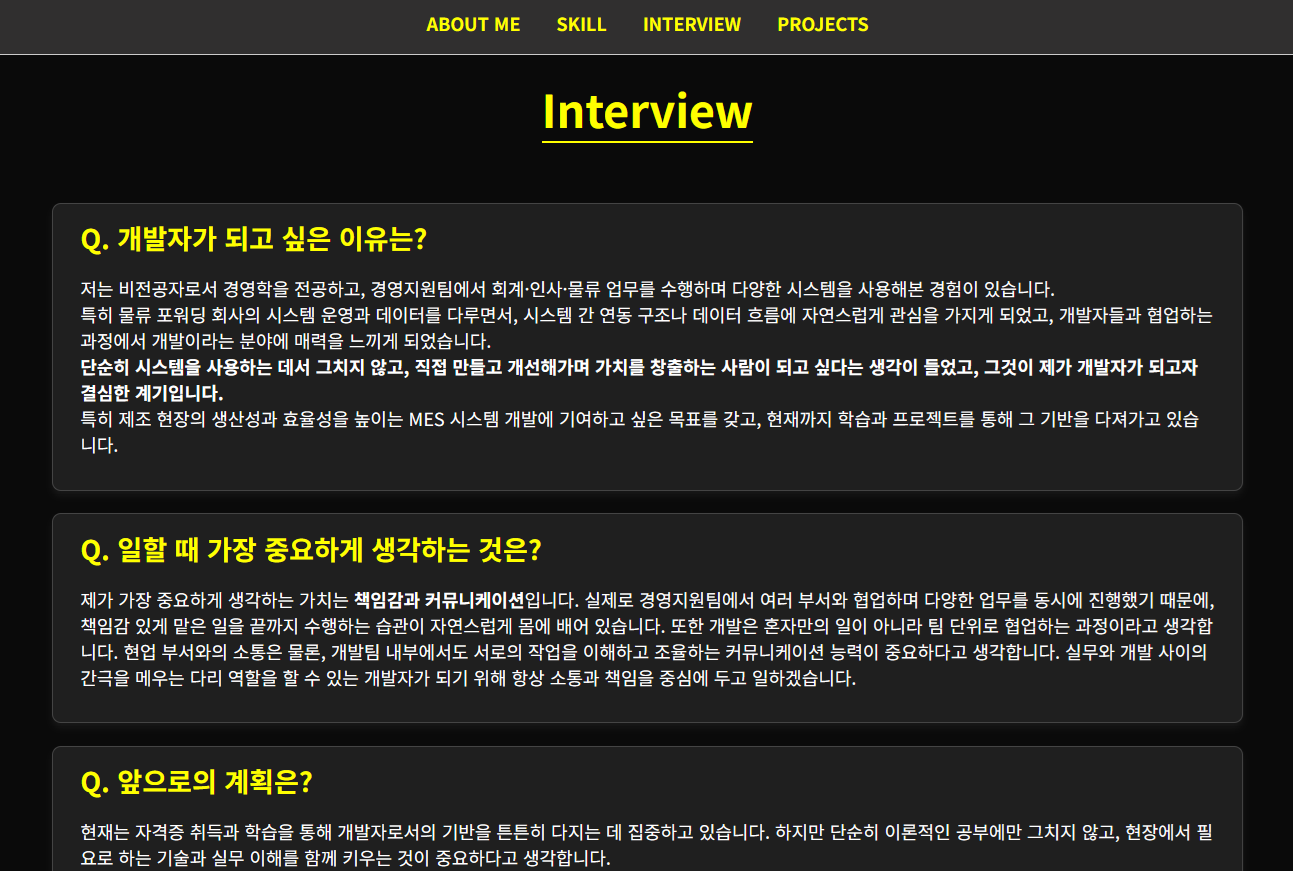 ABOUT ME SKILL INTERVIEW PROJECTS
Interview
Q. 개발자가 되고 싶은 이유는?
저는 비전공자로서 경영학을 전공하고, 경영지원팀에서 회계·인사·물류 업무를 수행하며 다양한 시스템을 사용해본 경험이 있습니다.
특히 물류 포워딩 회사의 시스템 운영과 데이터를 다루면서, 시스템 간 연동 구조나 데이터 흐름에 자연스럽게 관심을 가지게 되었고, 개발자들과 협업하는
과정에서 개발이라는 분야에 매력을 느끼게 되었습니다.
단순히 시스템을 사용하는 데서 그치지 않고, 직접 만들고 개선해가며 가치를 창출하는 사람이 되고 싶다는 생각이 들었고, 그것이 제가 개발자가 되고자
결심한 계기입니다.
특히 제조 현장의 생산성과 효율성을 높이는 MES 시스템 개발에 기여하고 싶은 목표를 갖고, 현재까지 학습과 프로젝트를 통해 그 기반을 다져가고 있습
니다.
Q. 일할 때 가장 중요하게 생각하는 것은?
제가 가장 중요하게 생각하는 가치는 책임감과 커뮤니케이션입니다. 실제로 경영지원팀에서 여러 부서와 협업하며 다양한 업무를 동시에 진행했기 때문에,
책임감 있게 맡은 일을 끝까지 수행하는 습관이 자연스럽게 몸에 배어 있습니다. 또한 개발은 혼자만의 일이 아니라 팀 단위로 협업하는 과정이라고 생각합
니다. 현업 부서와의 소통은 물론, 개발팀 내부에서도 서로의 작업을 이해하고 조율하는 커뮤니케이션 능력이 중요하다고 생각합니다. 실무와 개발 사이의
간극을 메우는 다리 역할을 할 수 있는 개발자가 되기 위해 항상 소통과 책임을 중심에 두고 일하겠습니다.
Q. 앞으로의 계획은?
현재는 자격증 취득과 학습을 통해 개발자로서의 기반을 튼튼히 다지는 데 집중하고 있습니다. 하지만 단순히 이론적인 공부에만 그치지 않고, 현장에서 필
요로 하는 기술과 실무 이해를 함께 키우는 것이 중요하다고 생각합니다.